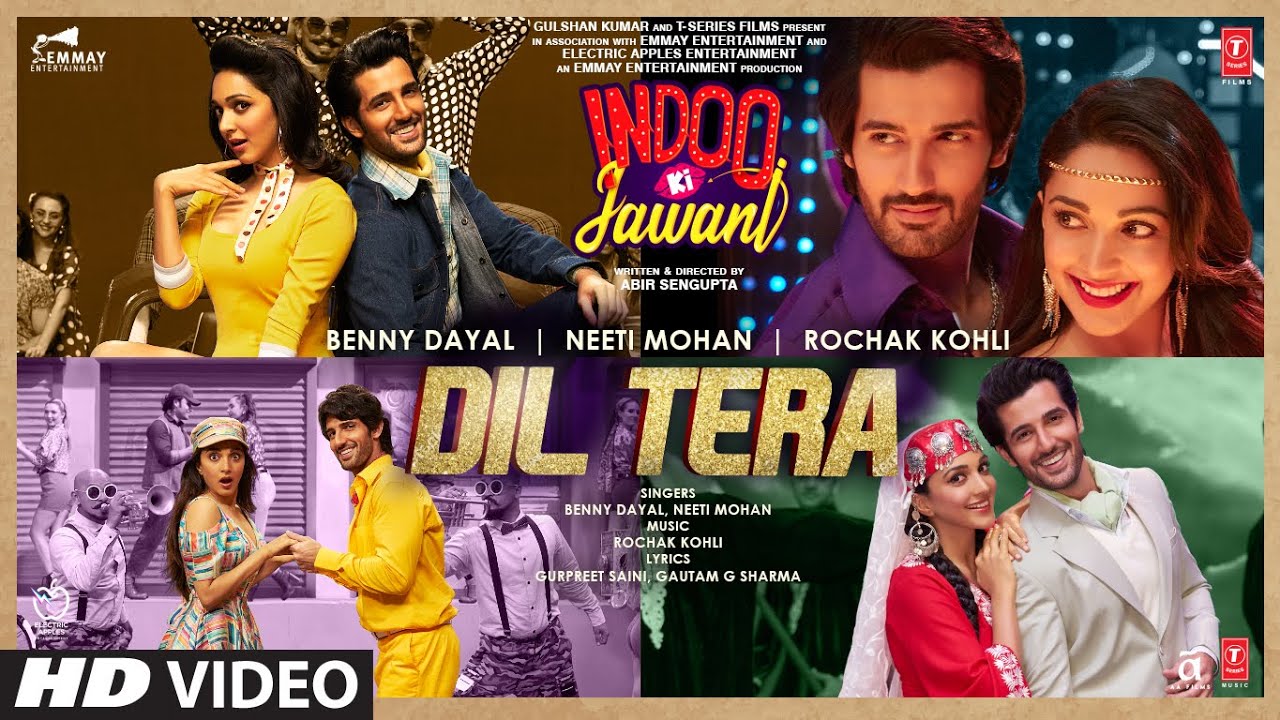 EMMAY
ENTERTAINMENT
GULSHAN KUMAR AND T-SERIES FILMS PRESENT
IN ASSOCIATION WITH EMMAY ENTERTAINMENT AND
ELECTRIC APPLES ENTERTAINMENT
AN EMMAY ENTERTAINMENT PRODUCTION
T
SERIES
FILMS
INDOO
Ki
Jawani
WRITTEN & DIRECTED BY
ABIR SENGUPTA
BENNY DAYAL | NEETI MOHAN | ROCHAK KOHLI
DIL TERA
SINGERS
BENNY DAYAL, NEETI MOHAN
MUSIC
ROCHAK KOHLI
LYRICS
GURPREET SAINI, GAUTAM G SHARMA
ELECTRIC
APPLES
ENTERTAINMENT
HD VIDEO
a
AA FILMS
T
SERIES
MUSIC